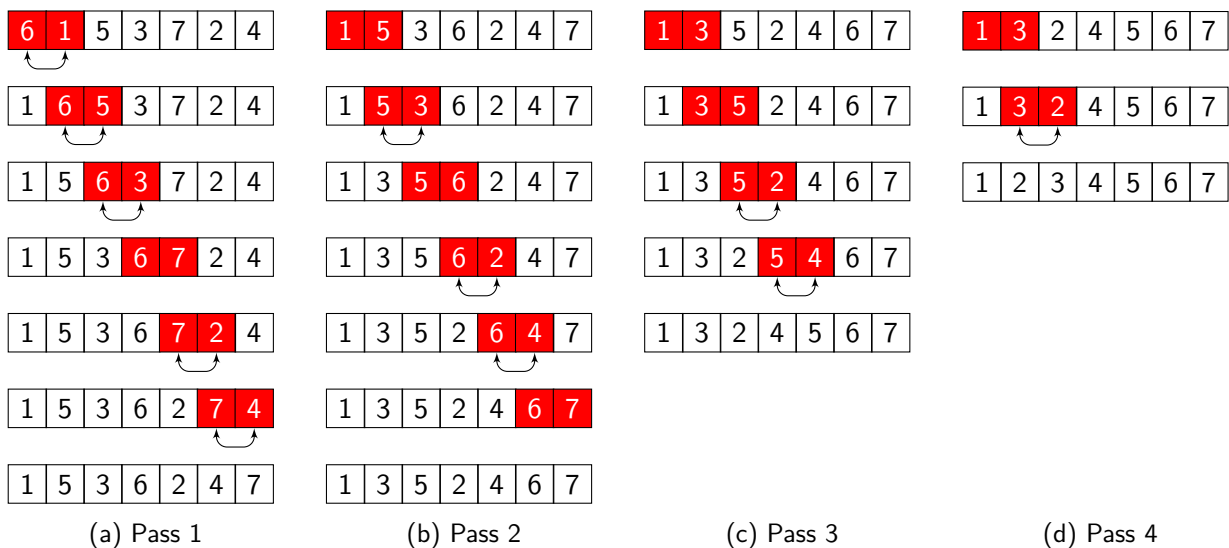 6 1 5 3 7 2 4
1 6 5 3 7 2 4
1 5 6 3 7 2 4
1 5 3 6 7 2 4
1 5 3 6 7 2 4
1 5 3 6 2 7 4
1 5 3 6 2 4 7
(a) Pass 1
1 5 3 6 2 4 7
1 5 3 6 2 4 7
1 3 5 6 2 4 7
1 3 5 6 2 4 7
1 3 5 2 6 4 7
1 3 5 2 4 6 7
1 3 5 2 4 6 7
(b) Pass 2
1 3 5 2 4 6 7
1 3 5 2 4 6 7
1 3 5 2 4 6 7
1 3 2 5 4 6 7
1 3 2 4 5 6 7
(c) Pass 3
1 3 2 4 5 6 7
1 3 2 4 5 6 7
1 2 3 4 5 6 7
(d) Pass 4